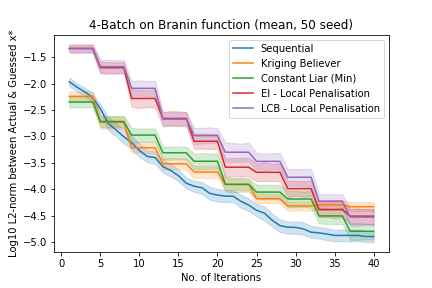 4-Batch on Branin function (mean, 50 seed)
Log10 L2-norm between Actual & Guessed x*
−1.5
−2.0
−2.5
−3.0
−3.5
−4.0
−4.5
−5.0
Sequential
Kriging Believer
Constant Liar (Min)
EI - Local Penalisation
LCB - Local Penalisation
0 5 10 15 20 25 30 35 40
No. of Iterations